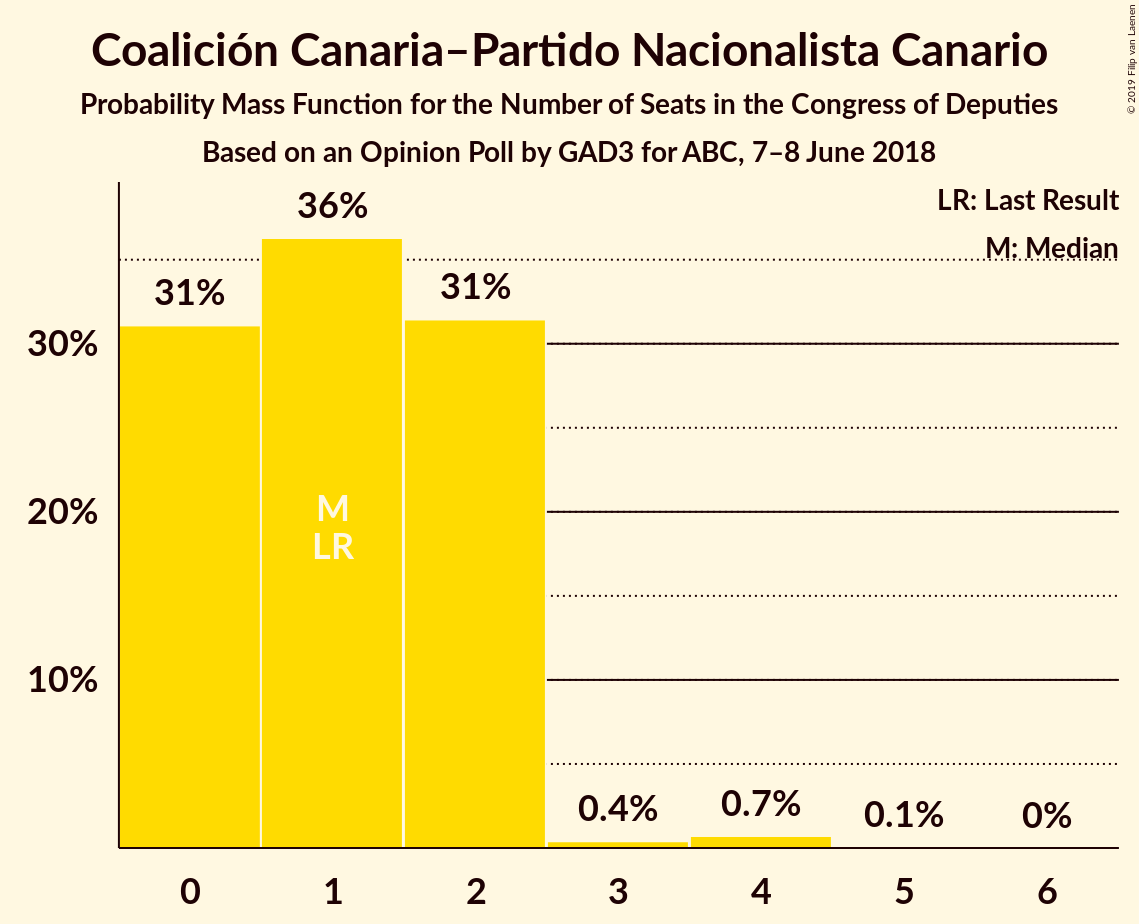 Coalición Canaria–Partido Nacionalista Canario
Probability Mass Function for the Number of Seats in the Congress of Deputies
Based on an Opinion Poll by GAD3 for ABC, 7–8 June 2018
© 2019 Filip van Laenen
LR: Last Result
M: Median
36%
31%
31%
30%
20%
10%
M
LR
0.4%
0.7%
0.1%
0%
0 1 2 3 4 5 6